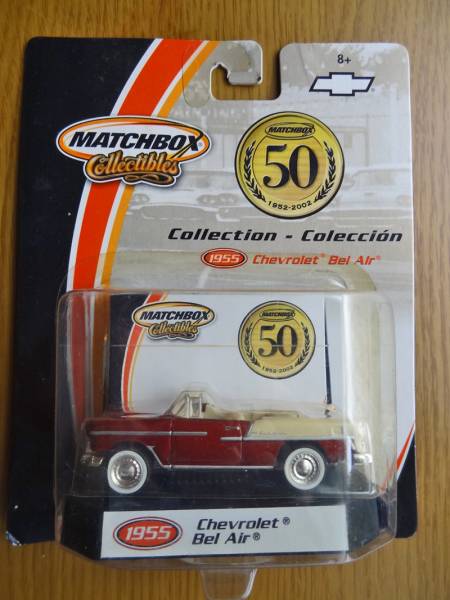 8+
MATCHBOX
Collectibles
MATCHBOX
50
1952-2002
Collection - Colección
1955 Chevrolet® Bel Air®
MATCHBOX
Collectibles
MATCHBOX
50
1952-2002
1955 Chevrolet®
Bel Air®